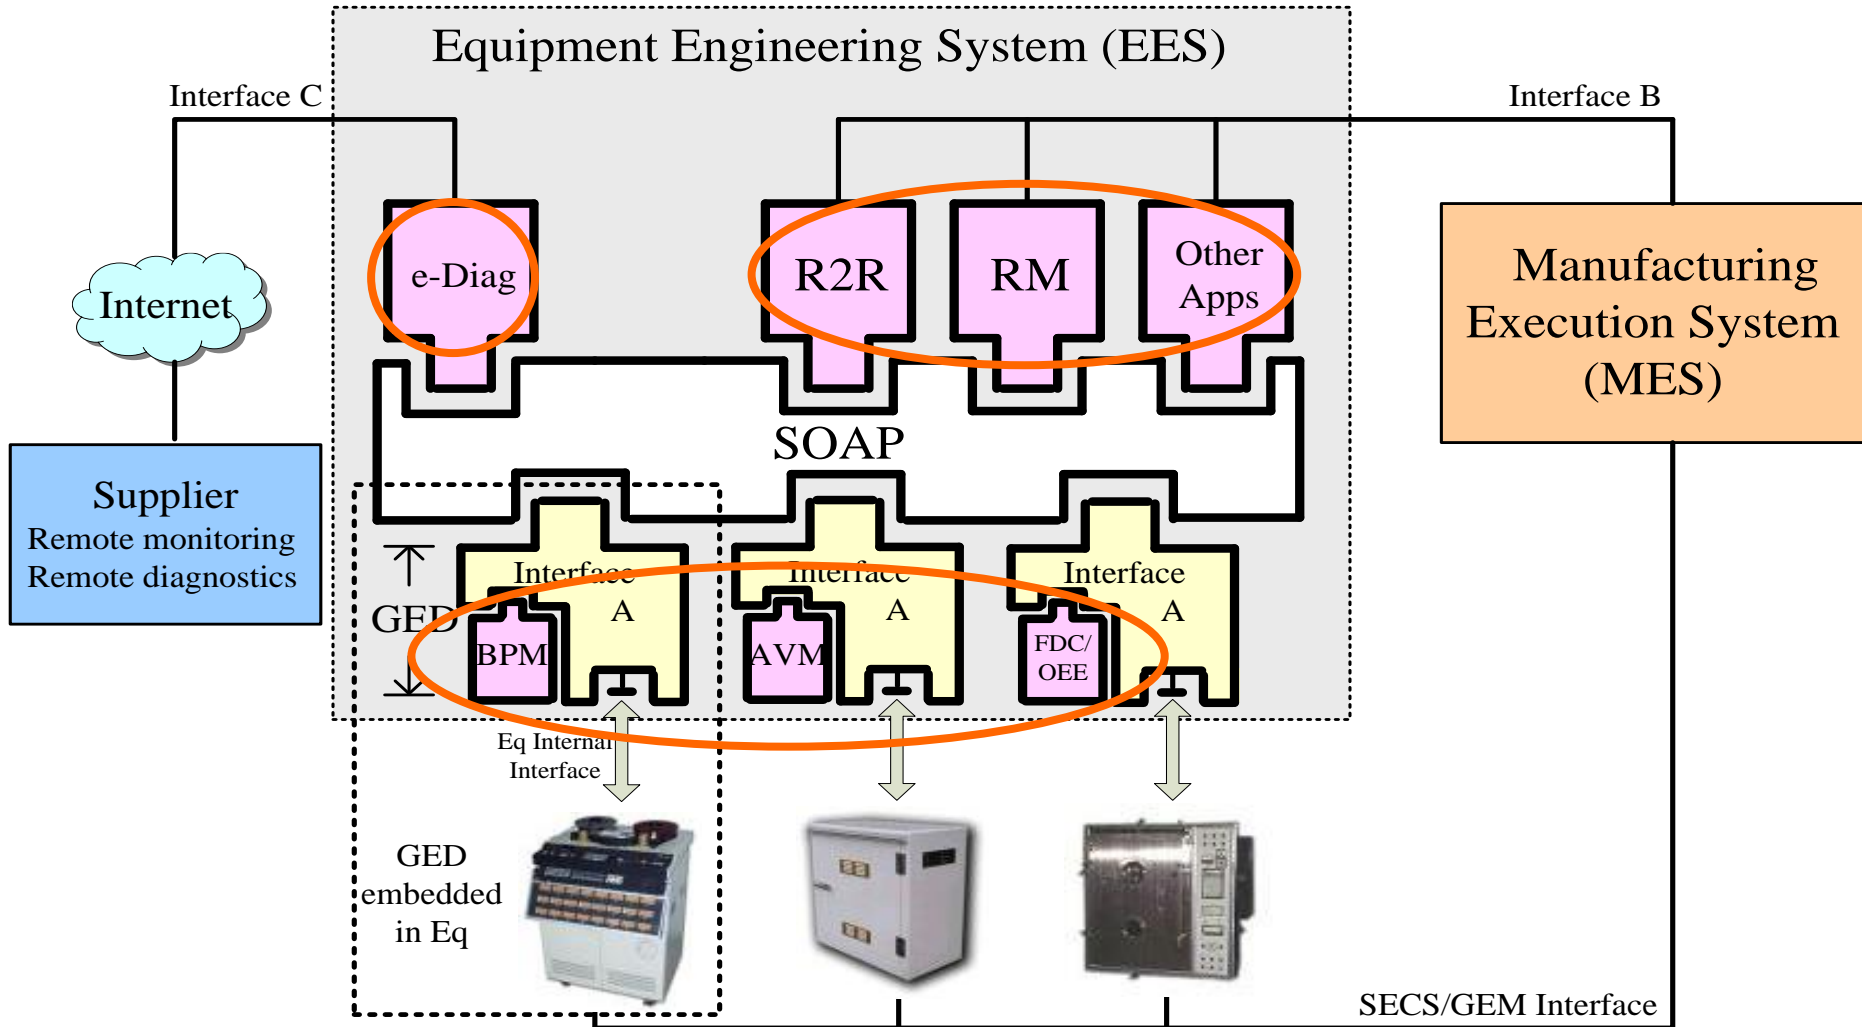 Equipment Engineering System (EES)
Interface C
Interface B
e-Diag
R2R
RM
Other
Apps
Internet
Manufacturing
Execution System
(MES)
SOAP
Supplier
Remote monitoring
Remote diagnostics
GED
Interface
A
BPM
Interface
A
AVM
Interface
A
FDC/
OEE
Eq Internal
Interface
GED
embedded
in Eq
SECS/GEM Interface